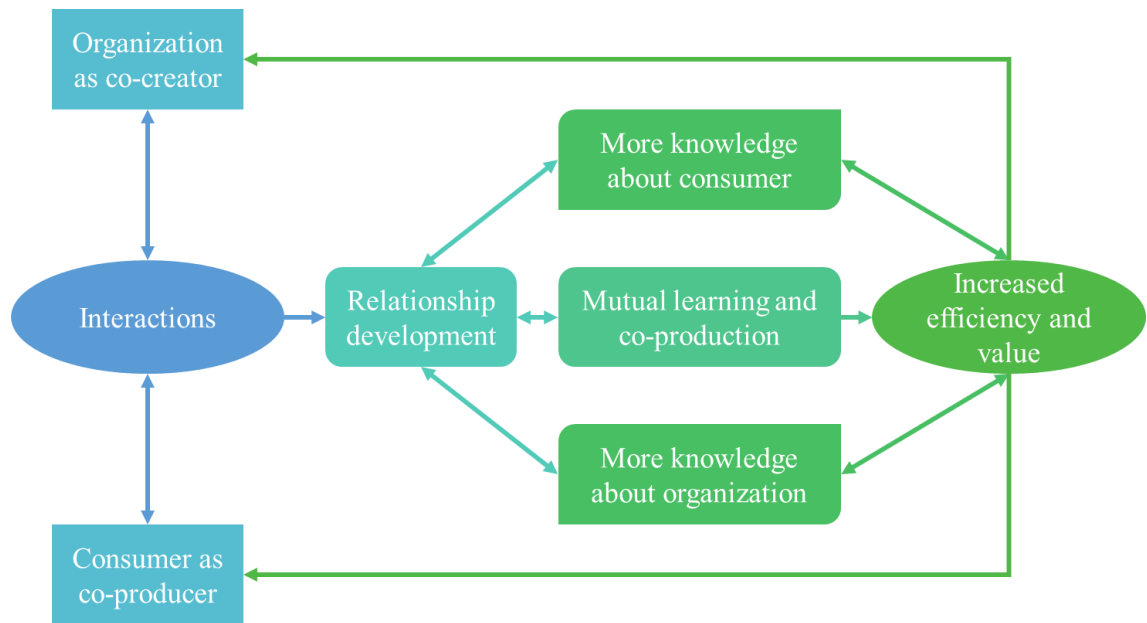 Organization
as co-creator
More knowledge
about consumer
Interactions
Relationship
development
Mutual learning and
co-production
Increased
efficiency and
value
More knowledge
about organization
Consumer as
co-producer